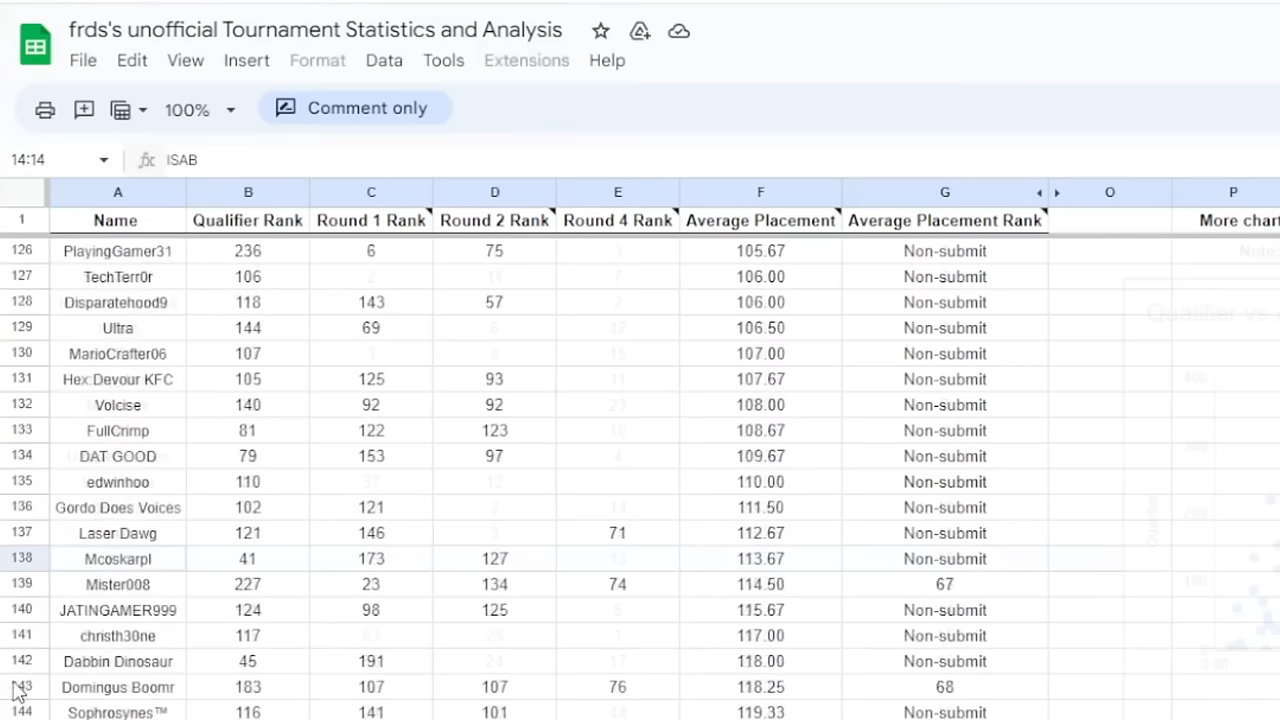 frds's unofficial Tournament Statistics and Analysis
File Edit View Insert Format Data Tools Extensions Help
100% Comment only
14:14 fx ISAB
A B C D E F G O P
1 Name Qualifier Rank Round 1 Rank Round 2 Rank Round 4 Rank Average Placement Average Placement Rank More chart
126 PlayingGamer31 236 6 75 105.67 Non-submit
127 TechTerr0r 106 106.00 Non-submit
128 Disparatehood9 118 143 57 106.00 Non-submit
129 Ultra 144 69 106.50 Non-submit
130 MarioCrafter06 107 107.00 Non-submit
131 Hex:Devour KFC 105 125 93 107.67 Non-submit
132 Volcise 140 92 92 108.00 Non-submit
133 FullCrimp 81 122 123 108.67 Non-submit
134 DAT GOOD 79 153 97 109.67 Non-submit
135 edwinhoo 110 110.00 Non-submit
136 Gordo Does Voices 102 121 111.50 Non-submit
137 Laser Dawg 121 146 71 112.67 Non-submit
138 Mcoskarpl 41 173 127 113.67 Non-submit
139 Mister008 227 23 134 74 114.50 67
140 JATINGAMER999 124 98 125 115.67 Non-submit
141 christh30ne 117 117.00 Non-submit
142 Dabbin Dinosaur 45 191 118.00 Non-submit
143 Domingus Boomr 183 107 107 76 118.25 68
144 Sophrosynes™ 116 141 101 119.33 Non-submit
Qualifier vs